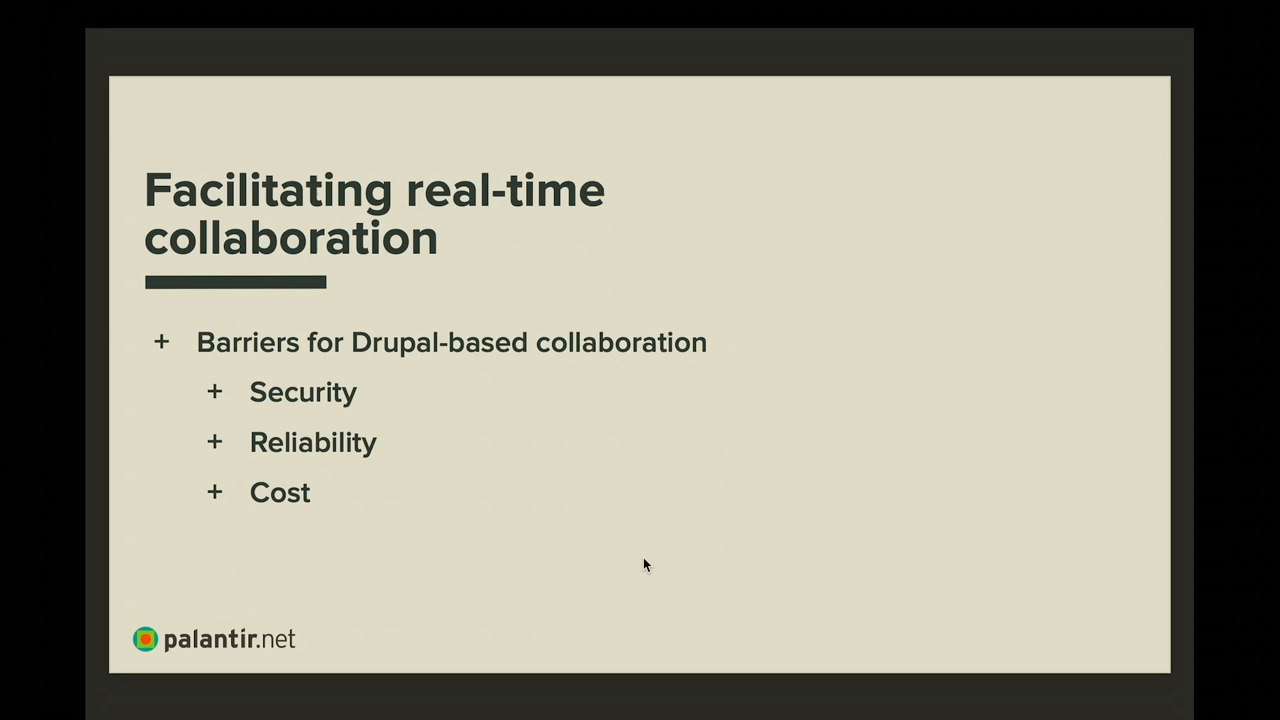 Facilitating real-time
collaboration
+ Barriers for Drupal-based collaboration
+ Security
+ Reliability
+ Cost
palantir.net